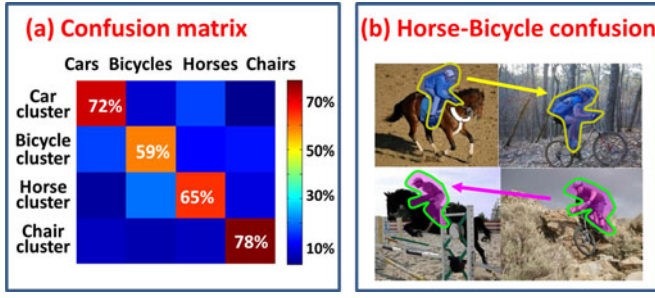 (a) Confusion matrix
Cars Bicycles Horses Chairs
Car
cluster
72%
Bicycle
cluster
59%
Horse
cluster
65%
Chair
cluster
78%
70%
50%
30%
10%
(b) Horse-Bicycle confusion